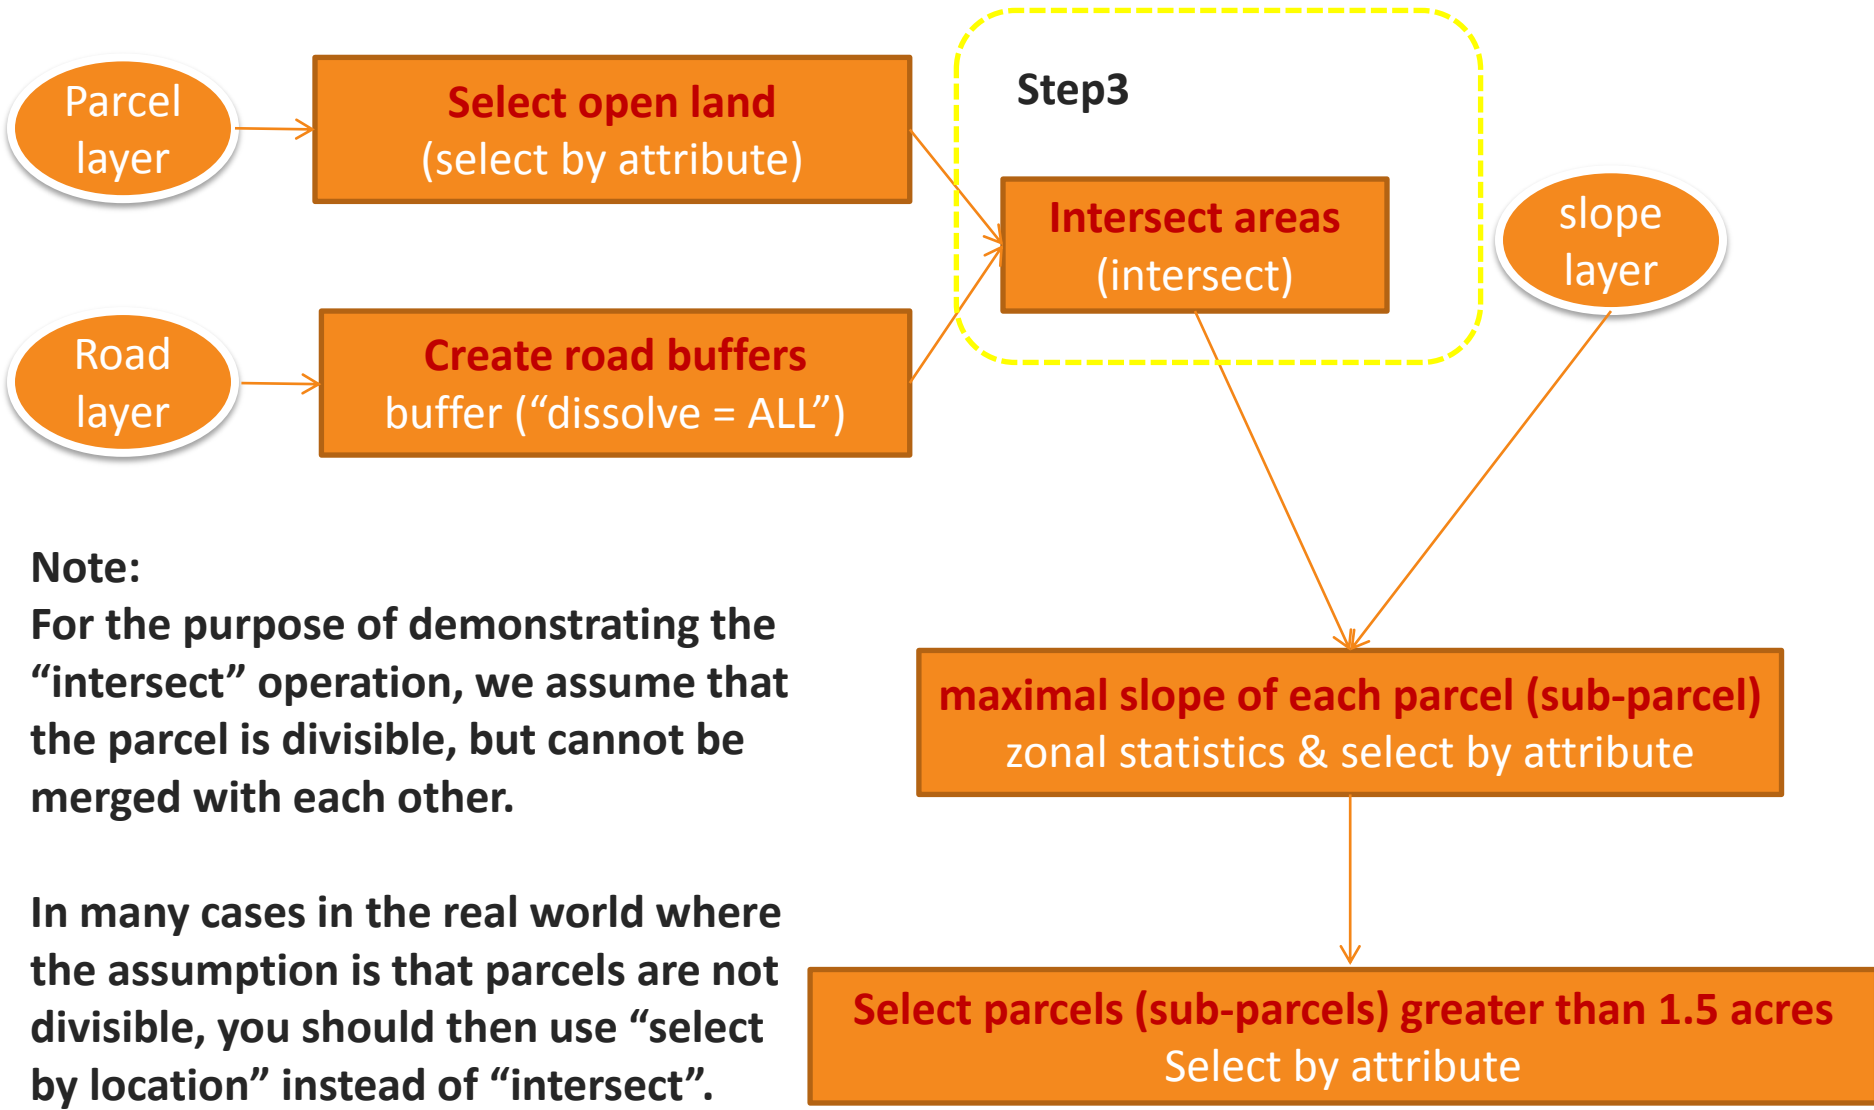 Parcel
layer
Select open land
(select by attribute)
Step3
Intersect areas
(intersect)
slope
layer
Road
layer
Create road buffers
buffer (“dissolve = ALL”)
Note:
For the purpose of demonstrating the
“intersect” operation, we assume that
the parcel is divisible, but cannot be
merged with each other.
In many cases in the real world where
the assumption is that parcels are not
divisible, you should then use “select
by location” instead of “intersect”.
maximal slope of each parcel (sub-parcel)
zonal statistics & select by attribute
Select parcels (sub-parcels) greater than 1.5 acres
Select by attribute